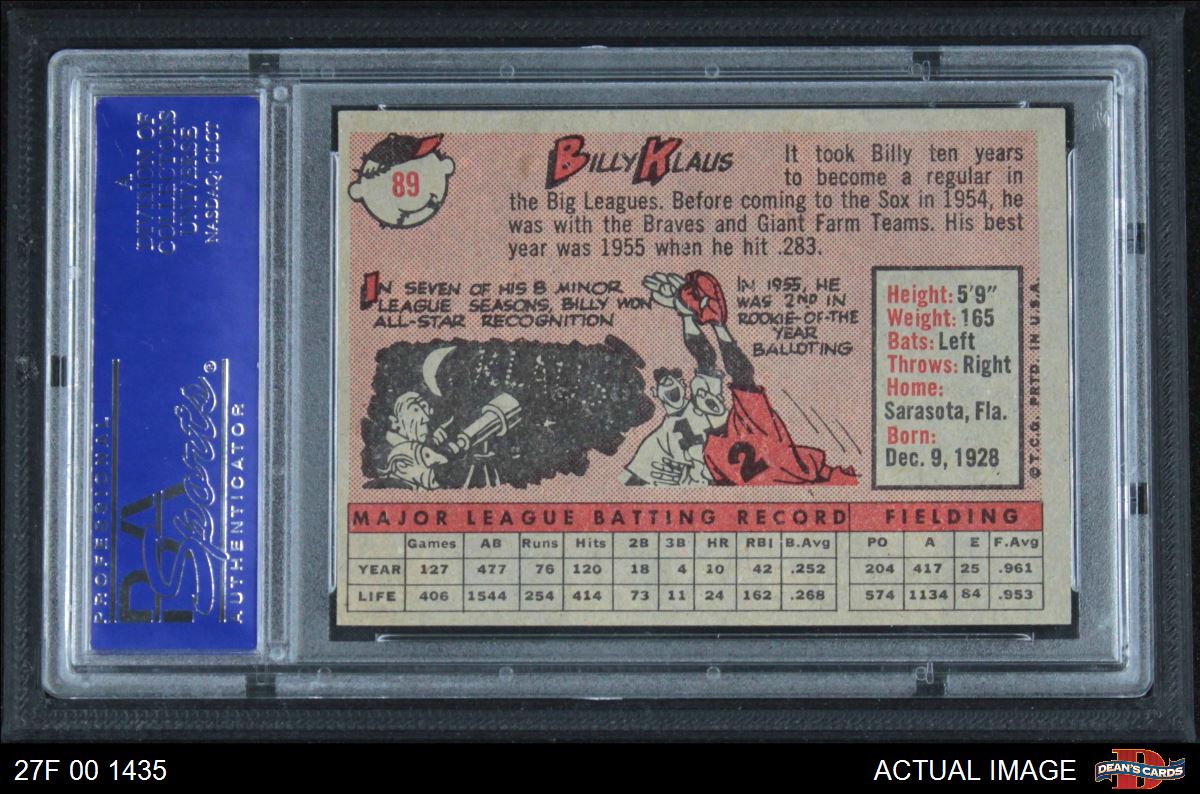 A
DIVISION OF
COLLECTORS
UNIVERSE
NASDAQ: CLCT
PROFESSIONAL
PSA
Sports®
AUTHENTICATOR
89
BILLY KLAUS
It took Billy ten years
to become a regular in
the Big Leagues. Before coming to the Sox in 1954, he
was with the Braves and Giant Farm Teams. His best
year was 1955 when he hit .283.
IN SEVEN OF HIS 8 MINOR
LEAGUE SEASONS, BILLY WON
ALL-STAR RECOGNITION
KLAUS
IN 1955, HE
WAS 2ND IN
ROOKIE-OF-THE
YEAR
BALLOTING
1
2
Height: 5'9"
Weight: 165
Bats: Left
Throws: Right
Home:
Sarasota, Fla.
Born:
Dec. 9, 1928
© T.C.G. PRTD. IN U.S.A.
MAJOR LEAGUE BATTING RECORD FIELDING
Games AB Runs Hits 2B 3B HR RBI B.Avg PO A E F.Avg
YEAR 127 477 76 120 18 4 10 42 .252 204 417 25 .961
LIFE 406 1544 254 414 73 11 24 162 .268 574 1134 84 .953
27F 00 1435
ACTUAL IMAGE
D
DEAN'S CARDS